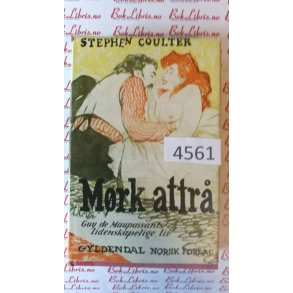 STEPHEN COULTER
4561
Mørk attrå
Guy de Maupassants
lidenskapelige liv
GYLDENDAL NORSK FORLAG
BokLibris.no